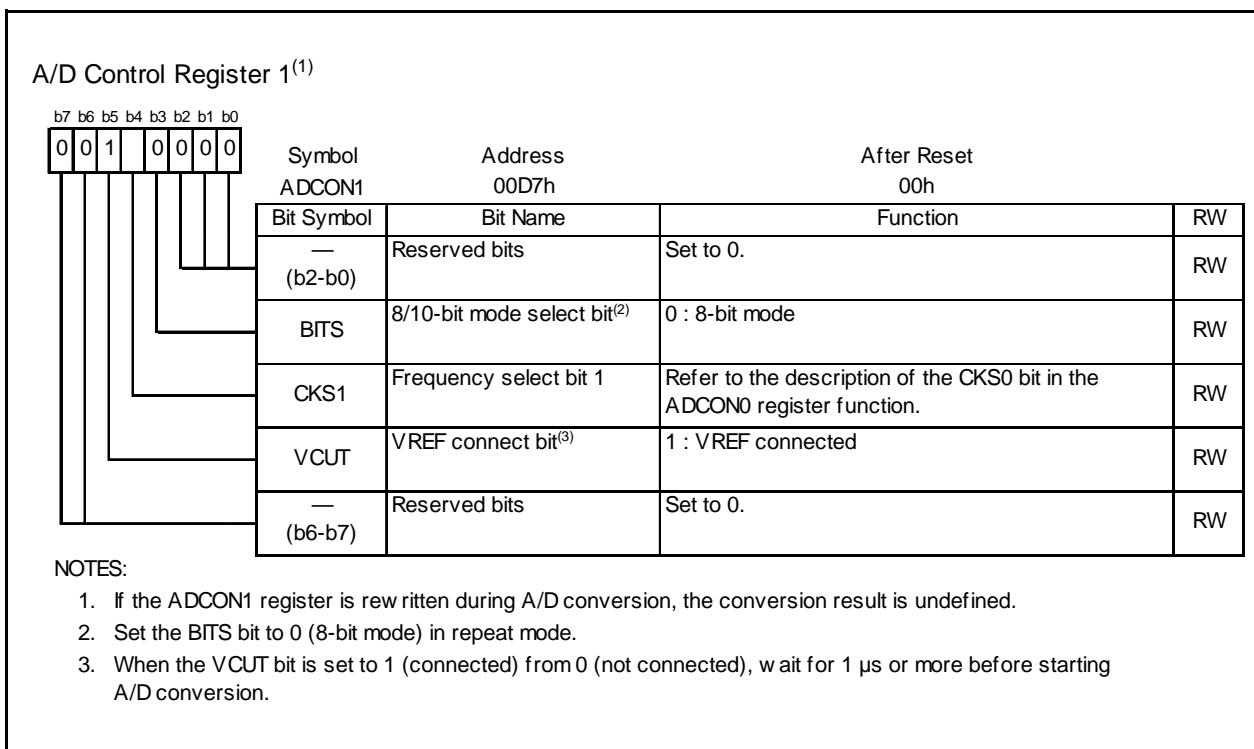 A/D Control Register 1(1)
b7 b6 b5 b4 b3 b2 b1 b0
0 0 1 0 0 0 0
Symbol Address After Reset
ADCON1 00D7h 00h
Bit Symbol Bit Name Function RW
— (b2-b0) Reserved bits Set to 0. RW
BITS 8/10-bit mode select bit(2) 0 : 8-bit mode RW
CKS1 Frequency select bit 1 Refer to the description of the CKS0 bit in the
ADCON0 register function. RW
VCUT VREF connect bit(3) 1 : VREF connected RW
— (b6-b7) Reserved bits Set to 0. RW
NOTES:
1. If the ADCON1 register is rewritten during A/D conversion, the conversion result is undefined.
2. Set the BITS bit to 0 (8-bit mode) in repeat mode.
3. When the VCUT bit is set to 1 (connected) from 0 (not connected), wait for 1 µs or more before starting
A/D conversion.